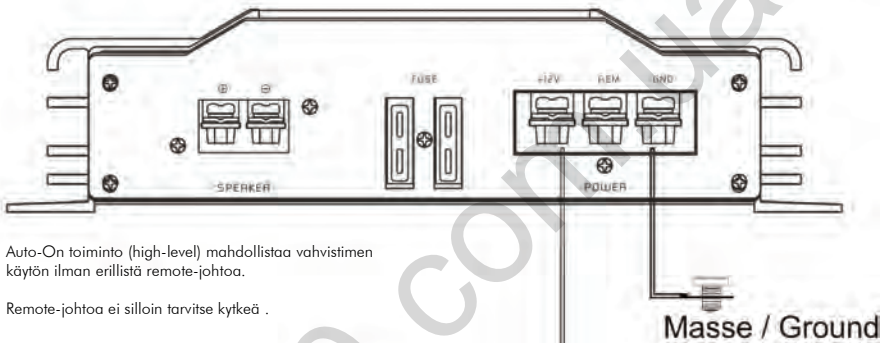 FUSE
+12V REM GND
⊕ ⊖
SPEAKER
POWER
Auto-On toiminto (high-level) mahdollistaa vahvistimen
käytön ilman erillistä remote-johtoa.
Remote-johtoa ei silloin tarvitse kytkeä .
Masse / Ground